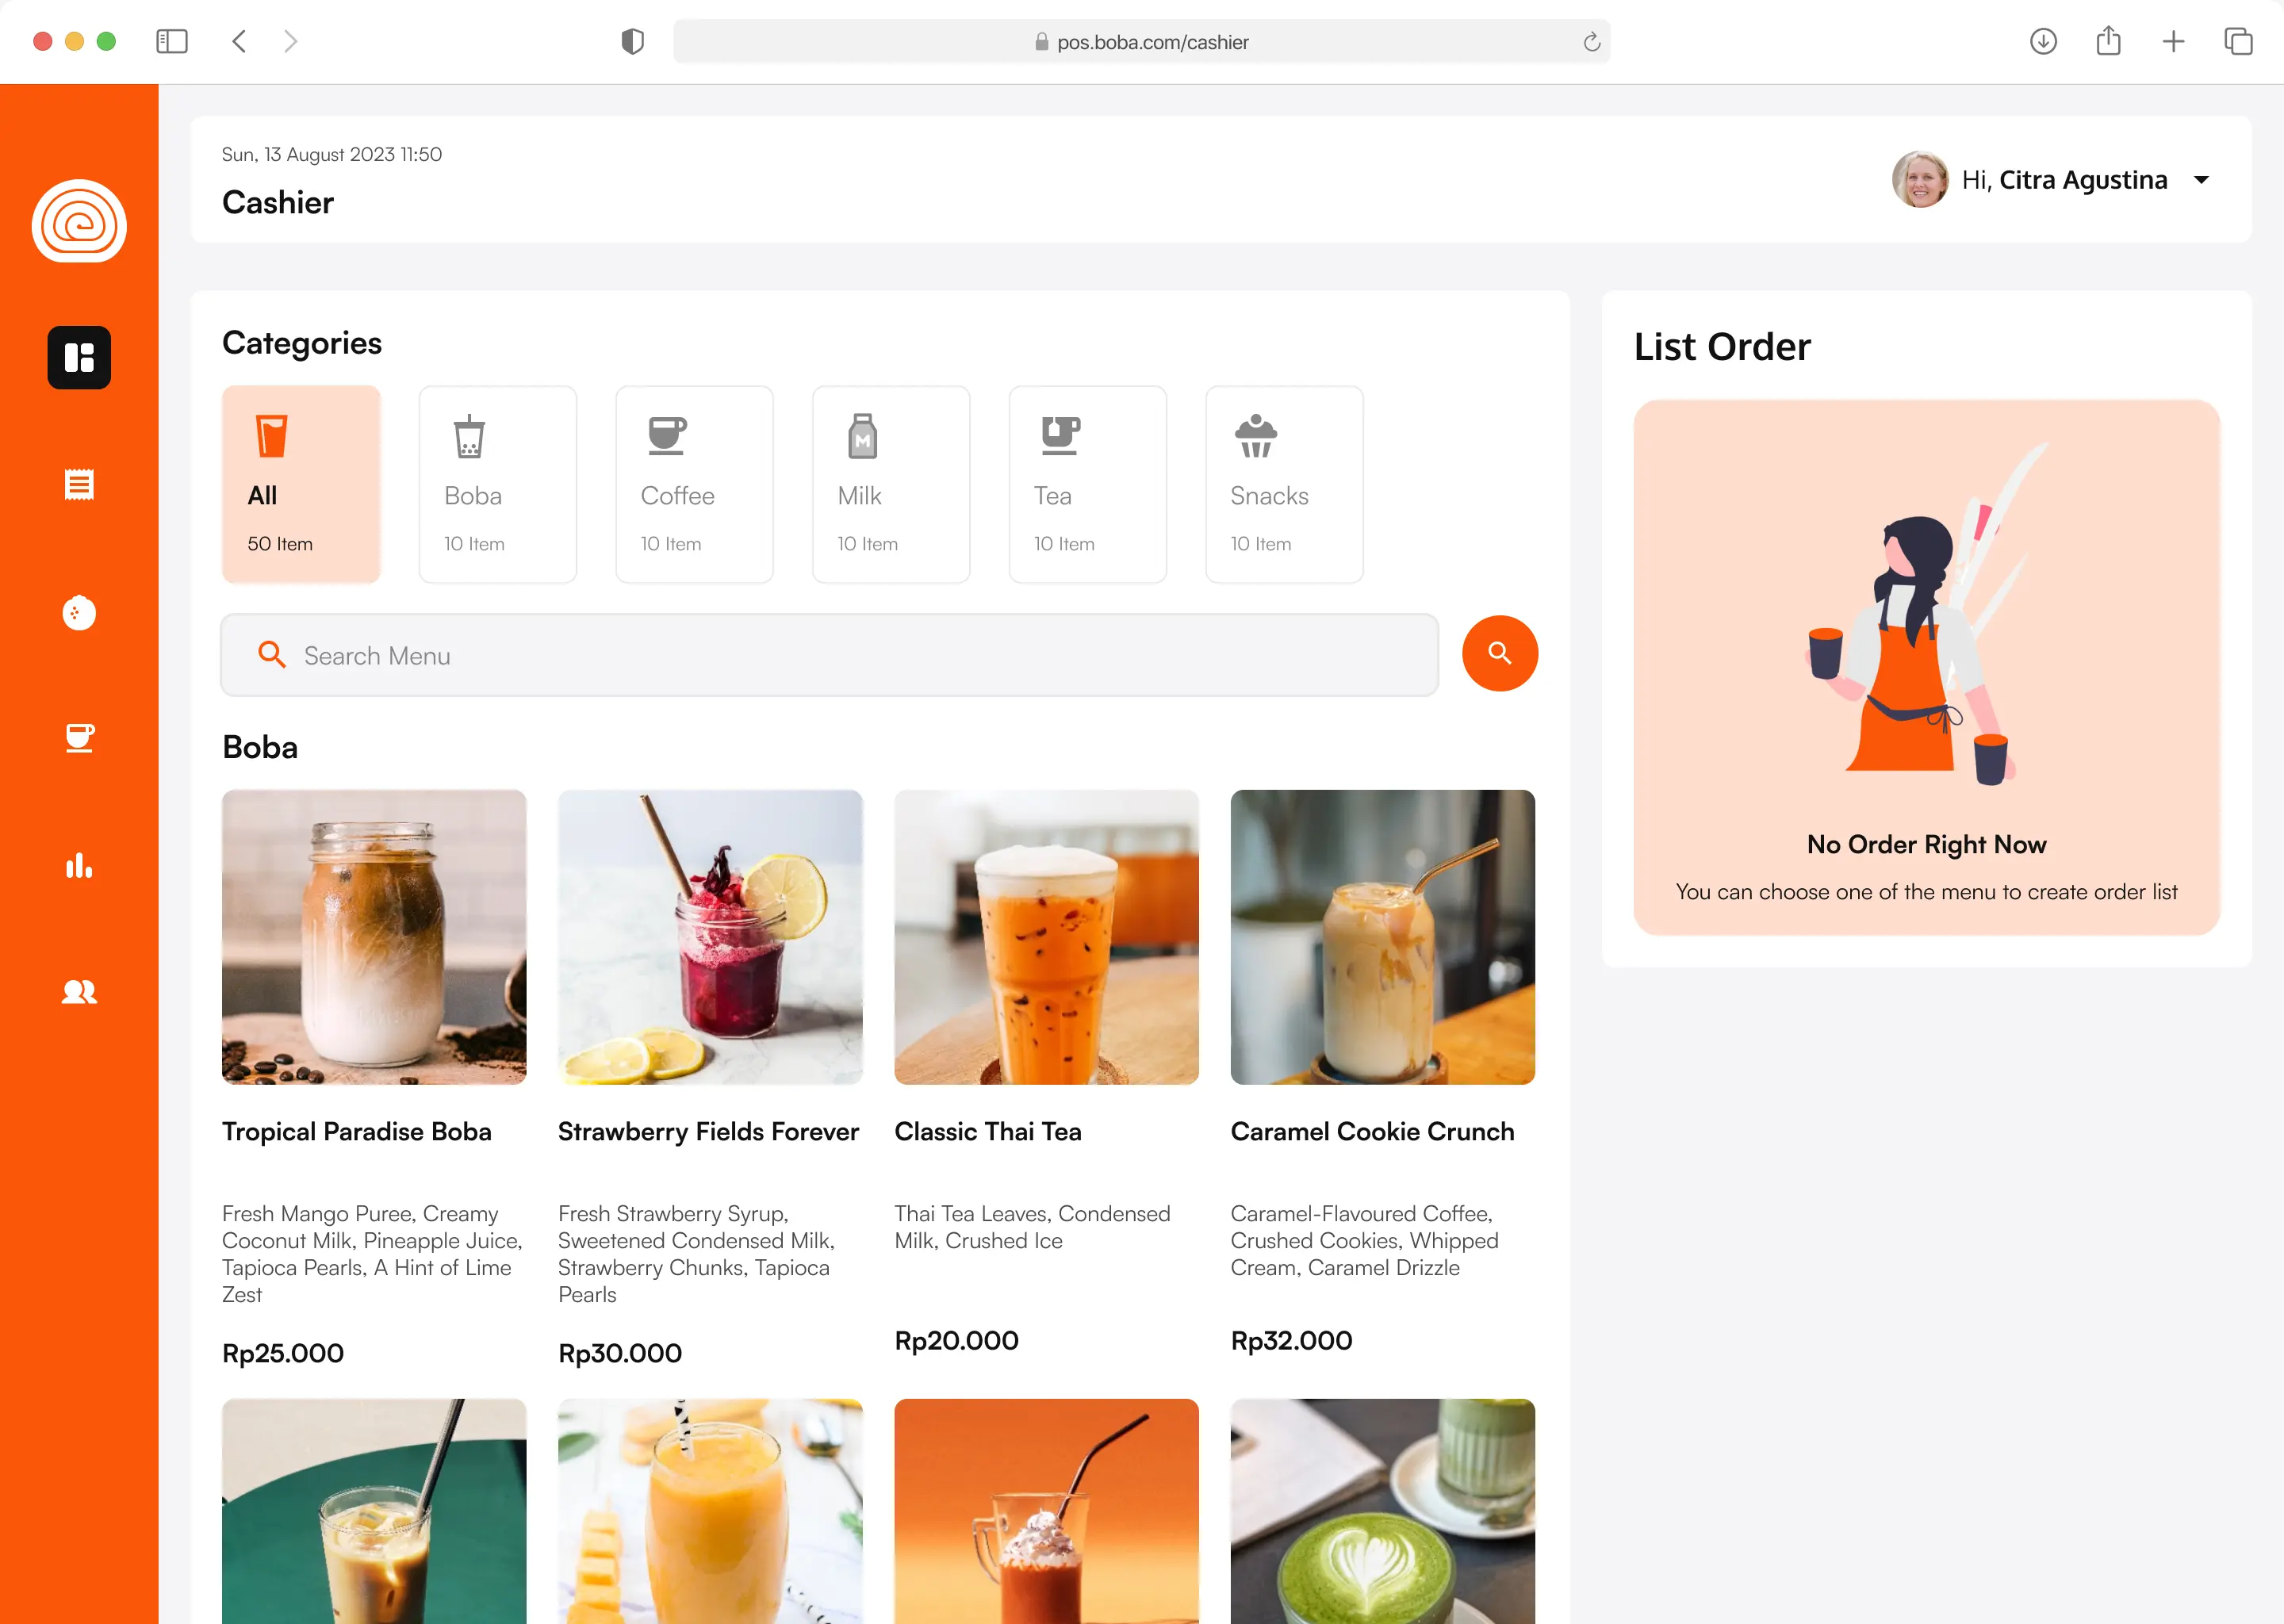 pos.boba.com/cashier
Sun, 13 August 2023 11:50
Cashier
Hi, Citra Agustina
Categories
All
50 Item
Boba
10 Item
Coffee
10 Item
M
Milk
10 Item
Tea
10 Item
Snacks
10 Item
Search Menu
Boba
Tropical Paradise Boba
Fresh Mango Puree, Creamy
Coconut Milk, Pineapple Juice,
Tapioca Pearls, A Hint of Lime
Zest
Rp25.000
Strawberry Fields Forever
Fresh Strawberry Syrup,
Sweetened Condensed Milk,
Strawberry Chunks, Tapioca
Pearls
Rp30.000
Classic Thai Tea
Thai Tea Leaves, Condensed
Milk, Crushed Ice
Rp20.000
Caramel Cookie Crunch
Caramel-Flavoured Coffee,
Crushed Cookies, Whipped
Cream, Caramel Drizzle
Rp32.000
List Order
No Order Right Now
You can choose one of the menu to create order list